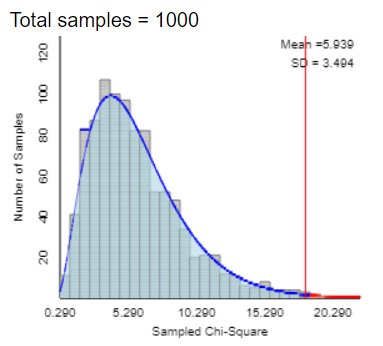 Total samples = 1000
Mean =5.939
SD = 3.494
Number of Samples
120
100
80
60
40
20
0.290 5.290 10.290 15.290 20.290
Sampled Chi-Square